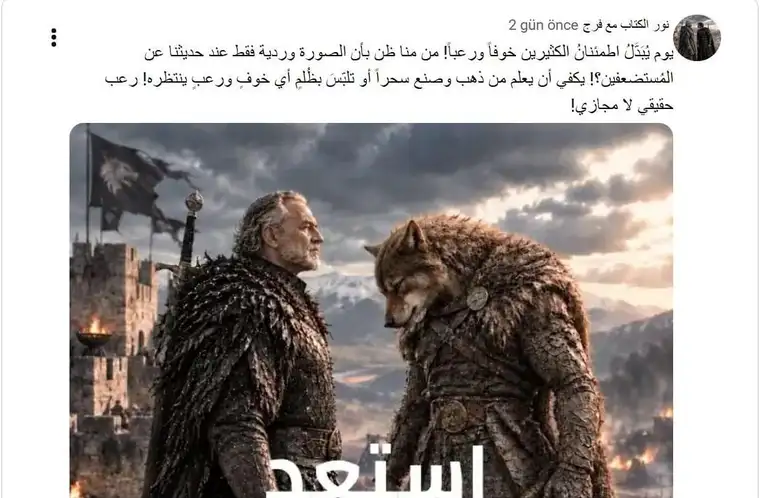 نور الكتاب مع فرج 2 gün önce
يوم يُبَدَّلُ اطمئنانُ الكثيرين خوفاً ورعباً! من منا ظن بأن الصورة وردية فقط عند حديثنا عن
المُستضعفين؟! يكفي أن يعلم من ذهب وصنع سحراً أو تلبّسَ بظُلمٍ أي خوفٍ ورعبٍ ينتظره! رعب
حقيقي لا مجازي!
استعد